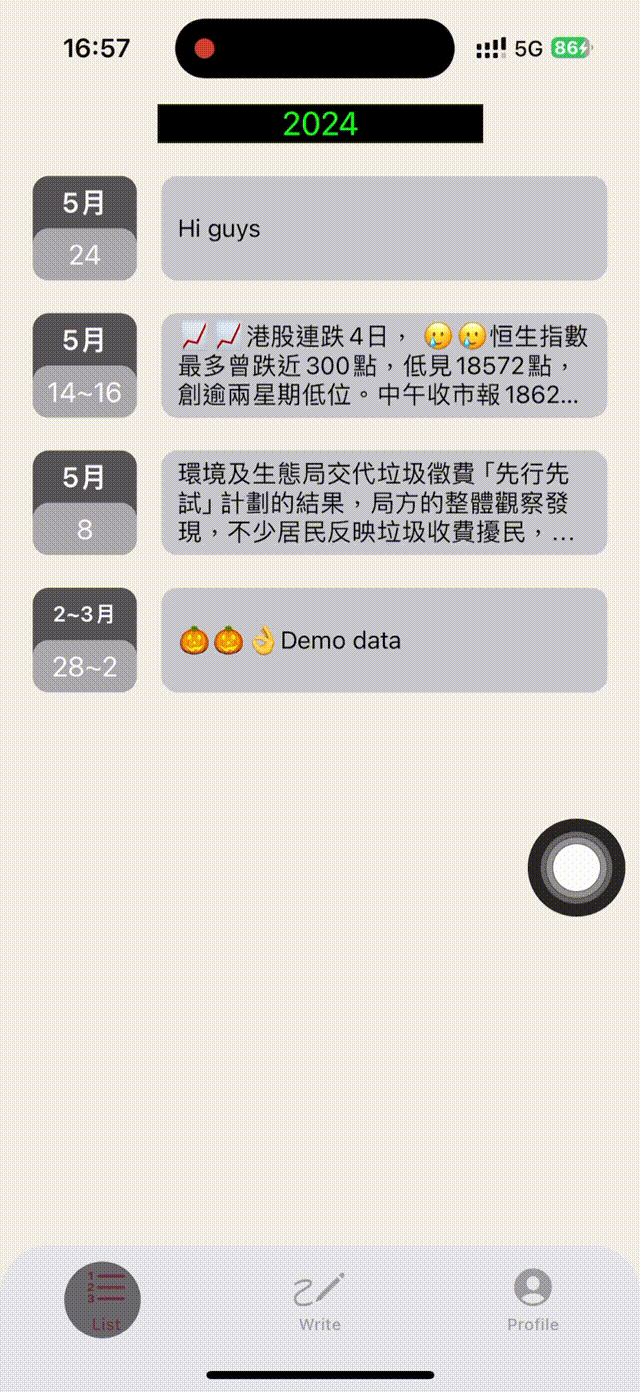 16:57
5G 86
2024
5月
24
Hi guys
5月
14~16
📈📈港股連跌4日，🥲🥲恒生指數
最多曾跌近300點，低見18572點，
創逾兩星期低位。中午收市報1862...
5月
8
環境及生態局交代垃圾徵費「先行先
試」計劃的結果，局方的整體觀察發
現，不少居民反映垃圾收費擾民，...
2~3月
28~2
🎃🎃👌Demo data
1
2
3
List
Write
Profile